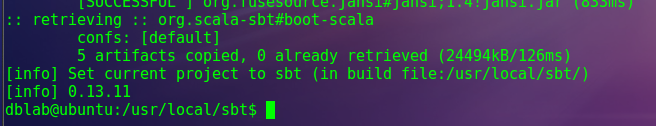 [SUCCESSFUL ] org.fusesource.jansi#jansi;1.4!jansi.jar (833ms)
:: retrieving :: org.scala-sbt#boot-scala
confs: [default]
5 artifacts copied, 0 already retrieved (24494kB/126ms)
[info] Set current project to sbt (in build file:/usr/local/sbt/)
[info] 0.13.11
dblab@ubuntu:/usr/local/sbt$